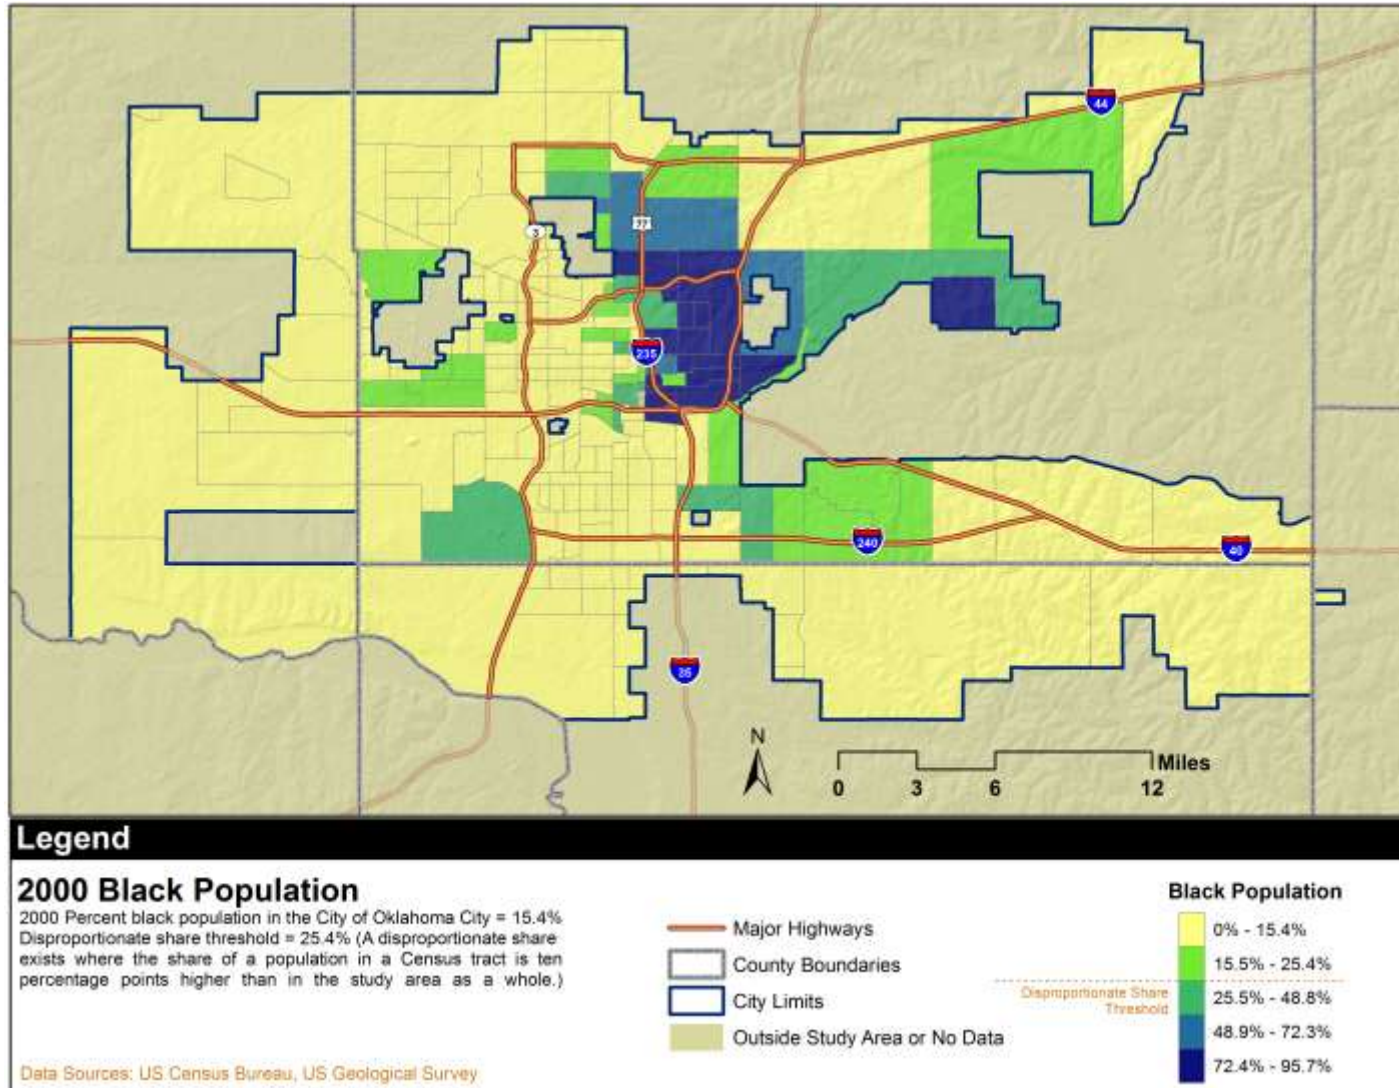 44
3
77
235
240
40
35
N
Miles
0 3 6 12
Legend
2000 Black Population
2000 Percent black population in the City of Oklahoma City = 15.4%
Disproportionate share threshold = 25.4% (A disproportionate share
exists where the share of a population in a Census tract is ten
percentage points higher than in the study area as a whole.)
Data Sources: US Census Bureau, US Geological Survey
Major Highways
County Boundaries
City Limits
Outside Study Area or No Data
Black Population
0% - 15.4%
15.5% - 25.4%
Disproportionate Share
Threshold
25.5% - 48.8%
48.9% - 72.3%
72.4% - 95.7%